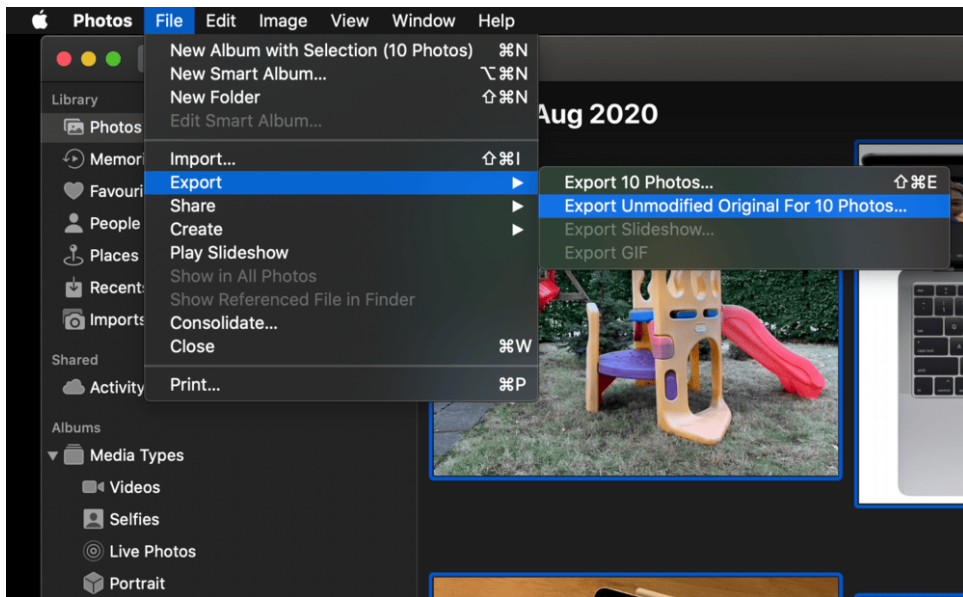 Photos File Edit Image View Window Help
New Album with Selection (10 Photos) ⌘N
New Smart Album... ⌥⌘N
New Folder ⇧⌘N
Edit Smart Album...
Import... ⇧⌘I
Export
Share
Create
Play Slideshow
Show in All Photos
Show Referenced File in Finder
Consolidate...
Close ⌘W
Print... ⌘P
Export 10 Photos... ⇧⌘E
Export Unmodified Original For 10 Photos...
Export Slideshow...
Export GIF
Aug 2020
Library
Photos
Memori
Favouri
People
Places
Recent
Imports
Shared
Activity
Albums
Media Types
Videos
Selfies
Live Photos
Portrait